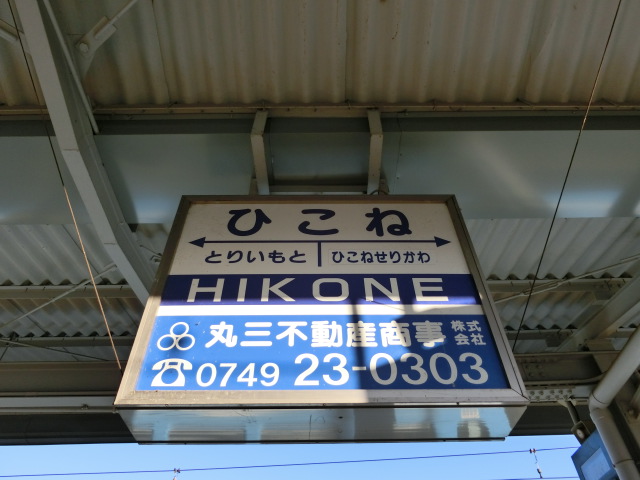 ひこね
とりいもと ひこねせりかわ
HIKONE
丸三不動産商事 株式会社
0749 23-0303